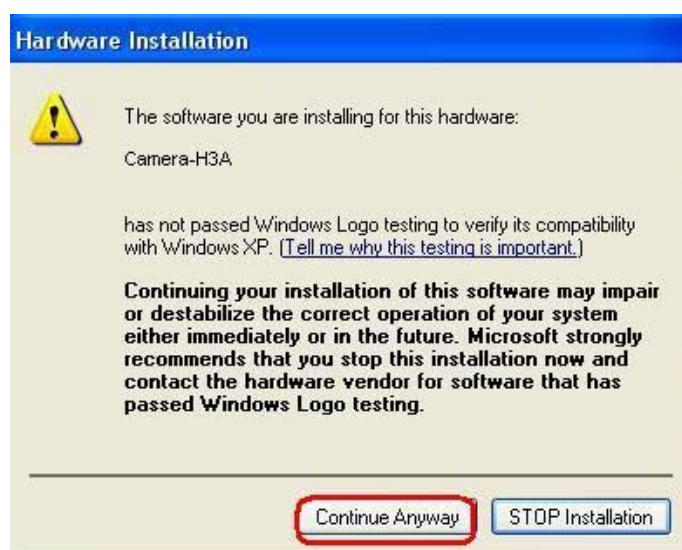 Hardware Installation
The software you are installing for this hardware:
Camera-H3A
has not passed Windows Logo testing to verify its compatibility
with Windows XP. (Tell me why this testing is important.)
Continuing your installation of this software may impair
or destabilize the correct operation of your system
either immediately or in the future. Microsoft strongly
recommends that you stop this installation now and
contact the hardware vendor for software that has
passed Windows Logo testing.
Continue Anyway
STOP Installation